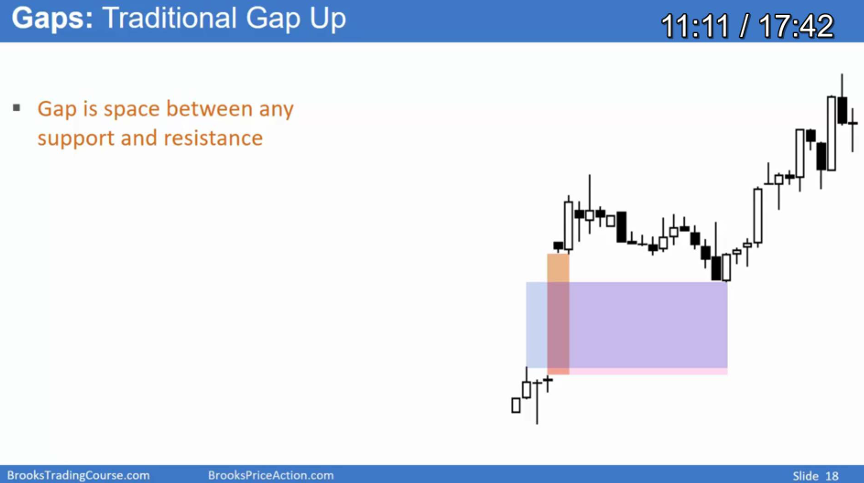 Gaps: Traditional Gap Up
11:11 / 17:42
▪ Gap is space between any
support and resistance
BrooksTradingCourse.com
BrooksPriceAction.com
Slide 18